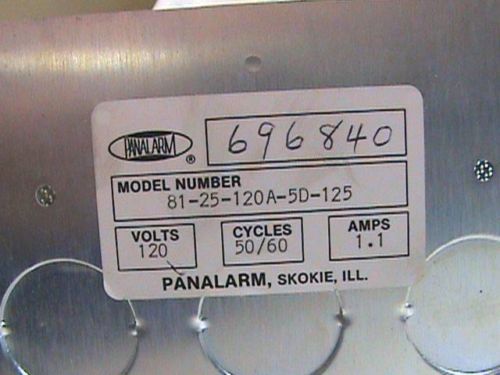 PANALARM ®
696840
MODEL NUMBER
81-25-120A-5D-125
VOLTS
120
CYCLES
50/60
AMPS
1.1
PANALARM, SKOKIE, ILL.